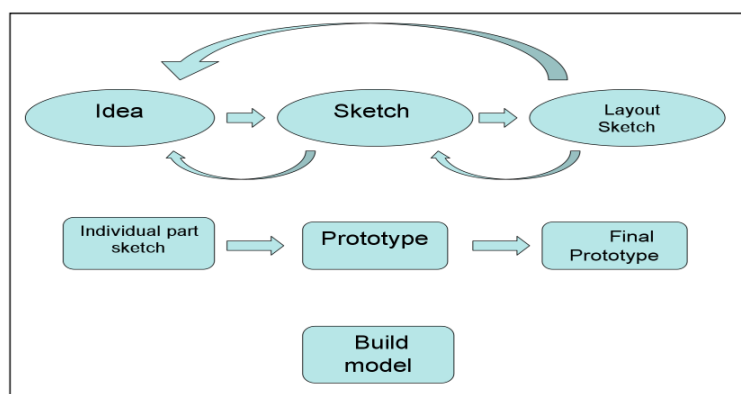 Idea
Sketch
Layout
Sketch
Individual part
sketch
Prototype
Final
Prototype
Build
model